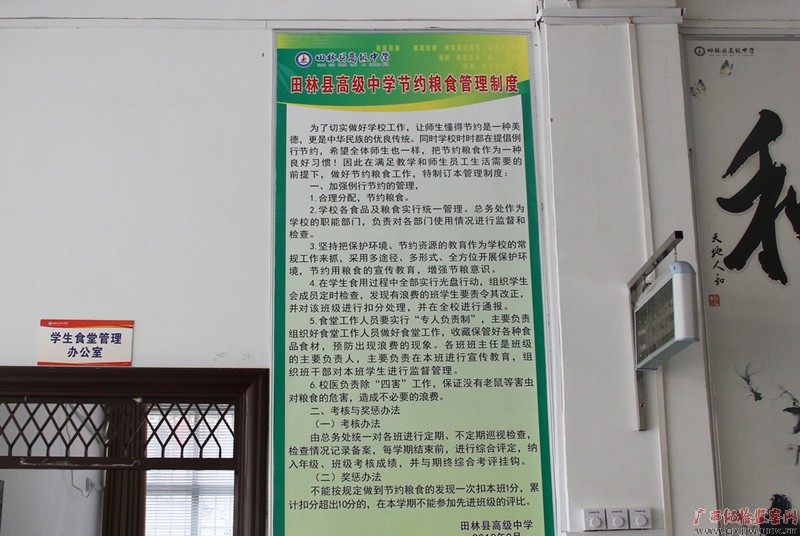 田林县高级中学
田林县高级中学节约粮食管理制度
为了切实做好学校工作，让师生懂得节约是一种美
德，更是中华民族的优良传统。同时学校时时都在提倡例
行节约，希望全体师生也一样，把节约粮食作为一种
良好习惯！因此在满足教学和师生员工生活需要的
前提下，做好节约粮食工作，特制订本管理制度：
一、加强例行节约的管理，
1.合理分配，节约粮食。
2.学校各食品及粮食实行统一管理。总务处作为
学校的职能部门，负责对各部门使用情况进行监督和
检查。
3.坚持把保护环境、节约资源的教育作为学校的常
规工作来抓，采用多途径、多形式、全方位开展保护环
境，节约用粮食的宣传教育，增强节粮意识。
4.在学生食用过程中全部实行光盘行动，组织学生
会成员定时检查，发现有浪费的班学生要责令其改正，
并对该班级进行扣分处理，并在全校进行通报。
5.食堂工作人员要实行“专人负责制”，主要负责
组织好食堂工作人员做好食堂工作，收藏保管好各种食
品食材，预防出现浪费的现象。各班班主任是班级
的主要负责人，主要负责在本班进行宣传教育，组
织班干部对本班学生进行监督管理。
6.校医负责除“四害”工作，保证没有老鼠等害虫
对粮食的危害，造成不必要的浪费。
二、考核与奖惩办法
（一）考核办法
由总务处统一对各班进行定期、不定期巡视检查，
检查情况记录备案，每学期结束前，进行综合评定，纳
入年级、班级考核成绩，并与期终综合考评挂钩。
（二）奖惩办法
不能按规定做到节约粮食的发现一次扣本班1分，累
计扣分超出10分的，在本学期不能参加先进班级的评比。
田林县高级中学
学生食堂管理
办公室
田林县高级中学
和
天地人和
广西纪检监察网